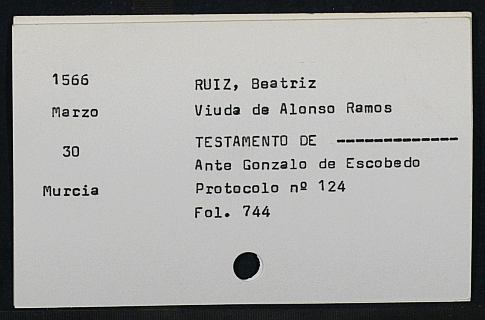 1566
Marzo
30
Murcia
RUIZ, Beatriz
Viuda de Alonso Ramos
TESTAMENTO DE -------------
Ante Gonzalo de Escobedo
Protocolo nº 124
Fol. 744